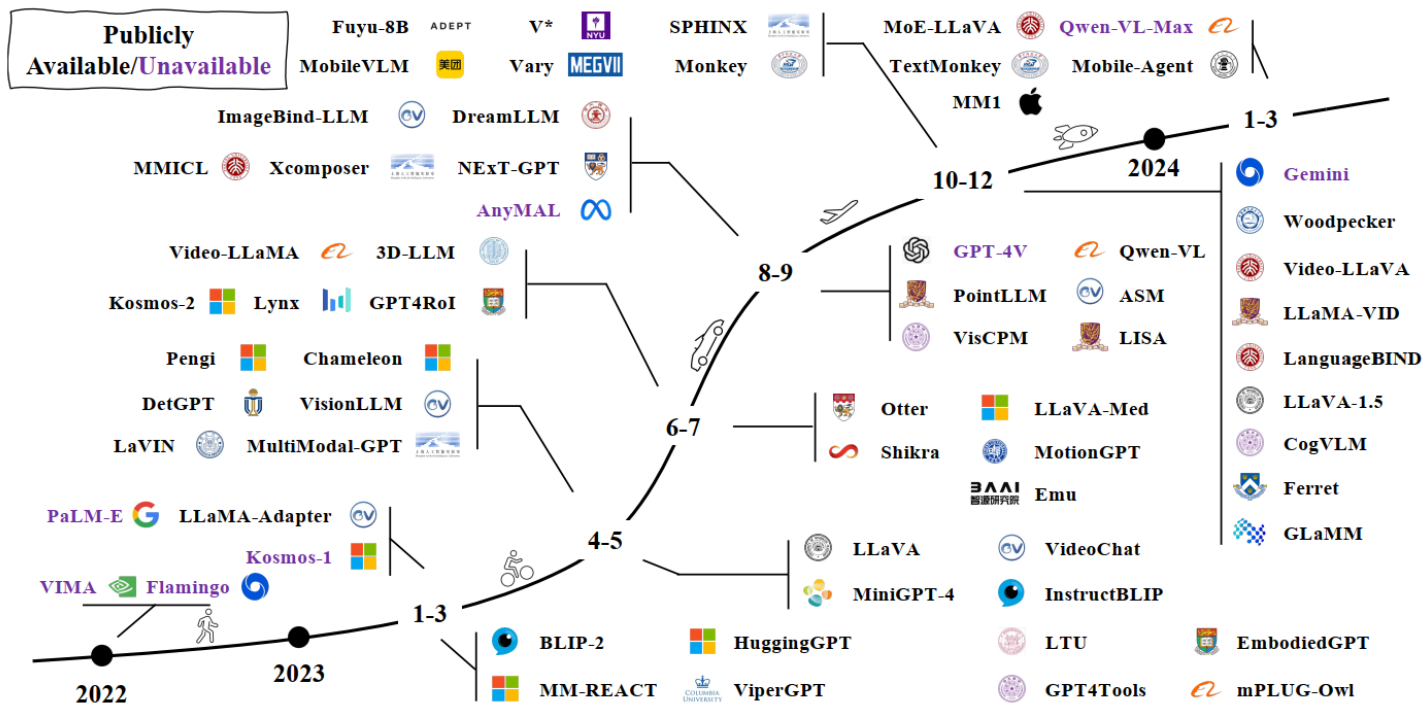 Publicly
Available/Unavailable
Fuyu-8B ADEPT V* NYU SPHINX MoE-LLaVA Qwen-VL-Max
MobileVLM 美团 Vary MEGVII Monkey TextMonkey Mobile-Agent
MM1
ImageBind-LLM DreamLLM
MMICL Xcomposer NExT-GPT
AnyMAL
1-3
2024
10-12
Gemini
Woodpecker
Video-LLaVA
LLaMA-VID
LanguageBIND
LLaVA-1.5
CogVLM
Ferret
GLaMM
Video-LLaMA 3D-LLM
Kosmos-2 Lynx GPT4RoI
8-9
GPT-4V Qwen-VL
PointLLM ASM
VisCPM LISA
Pengi Chameleon
DetGPT VisionLLM
LaVIN MultiModal-GPT
6-7
Otter LLaVA-Med
Shikra MotionGPT
BAAI
智源研究院 Emu
PaLM-E LLaMA-Adapter
Kosmos-1
VIMA Flamingo
4-5
LLaVA VideoChat
MiniGPT-4 InstructBLIP
1-3
BLIP-2 HuggingGPT LTU EmbodiedGPT
MM-REACT COLUMBIA UNIVERSITY ViperGPT GPT4Tools mPLUG-Owl
2023
2022